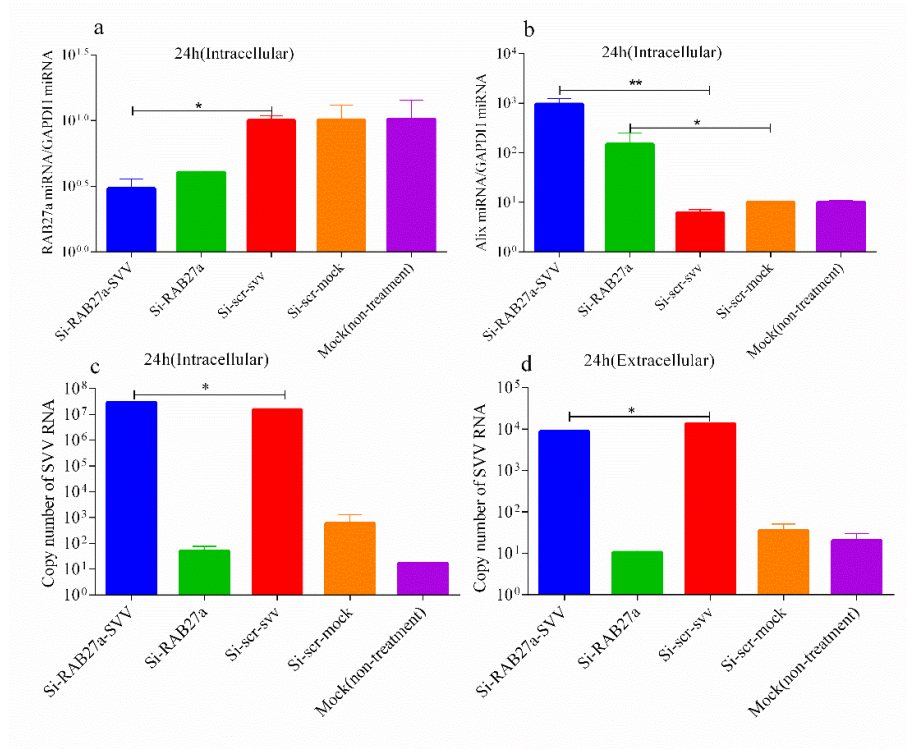 a
24h(Intracellular)
RAB27a miRNA/GAPDH miRNA
10^1.5
10^1.0
10^0.5
10^0.0
*
Si-RAB27a-SVV
Si-RAB27a
Si-scr-svv
Si-scr-mock
Mock(non-treatment)
b
24h(Intracellular)
Alix miRNA/GAPDH miRNA
10^4
10^3
10^2
10^1
10^0
**
*
Si-RAB27a-SVV
Si-RAB27a
Si-scr-svv
Si-scr-mock
Mock(non-treatment)
c
24h(Intracellular)
Copy number of SVV RNA
10^8
10^7
10^6
10^5
10^4
10^3
10^2
10^1
10^0
*
Si-RAB27a-SVV
Si-RAB27a
Si-scr-svv
Si-scr-mock
Mock(non-treatment)
d
24h(Extracellular)
Copy number of SVV RNA
10^5
10^4
10^3
10^2
10^1
10^0
*
Si-RAB27a-SVV
Si-RAB27a
Si-scr-svv
Si-scr-mock
Mock(non-treatment)